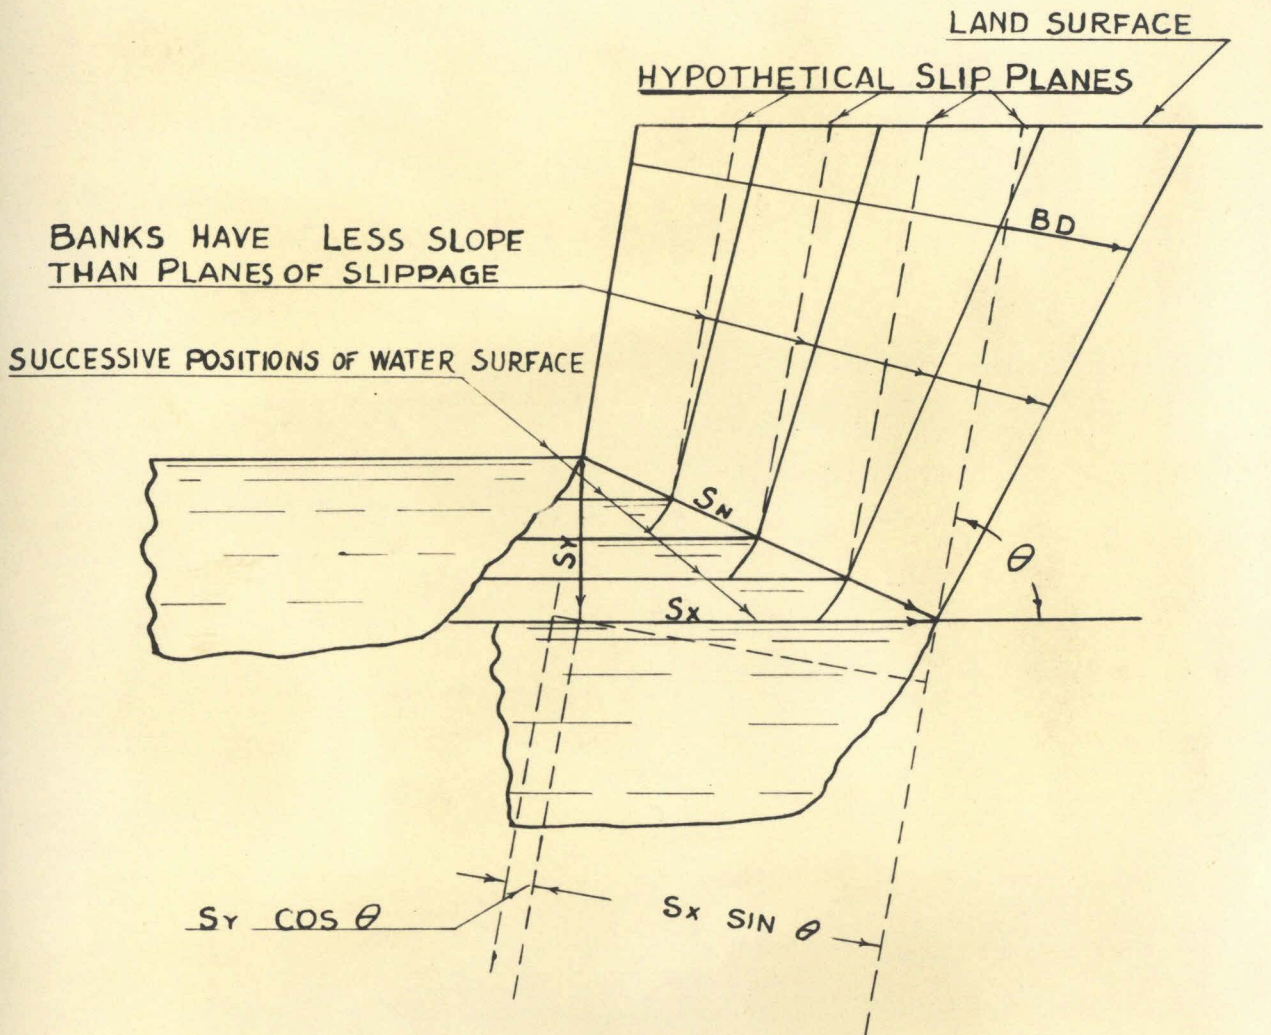 LAND SURFACE
HYPOTHETICAL SLIP PLANES
BD
BANKS HAVE LESS SLOPE
THAN PLANES OF SLIPPAGE
SUCCESSIVE POSITIONS OF WATER SURFACE
SN
SY
θ
SX
SY COS θ
SX SIN θ